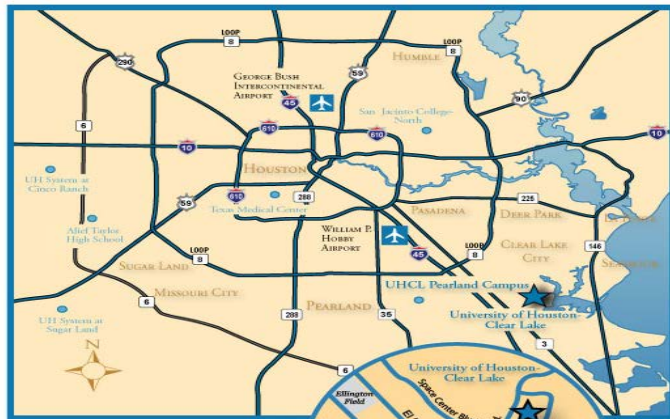 LOOP
8
LOOP
8
290
59
HUMBLE
GEORGE BUSH
INTERCONTINENTAL
AIRPORT
45
90
6
San Jacinto College-
North
610
610
10
10
HOUSTON
UH System at
Cinco Ranch
59
610
288
Texas Medical Center
225
PASADENA
DEER PARK
Alief Taylor
High School
WILLIAM P.
HOBBY
AIRPORT
45
146
LOOP
8
LOOP
8
CLEAR LAKE
CITY
SUGAR LAND
MISSOURI CITY
UHCL Pearland Campus
6
PEARLAND
University of Houston-
Clear Lake
UH System at
Sugar Land
288
35
3
N
6
University of Houston-
Clear Lake
Ellington
Field
Space Center